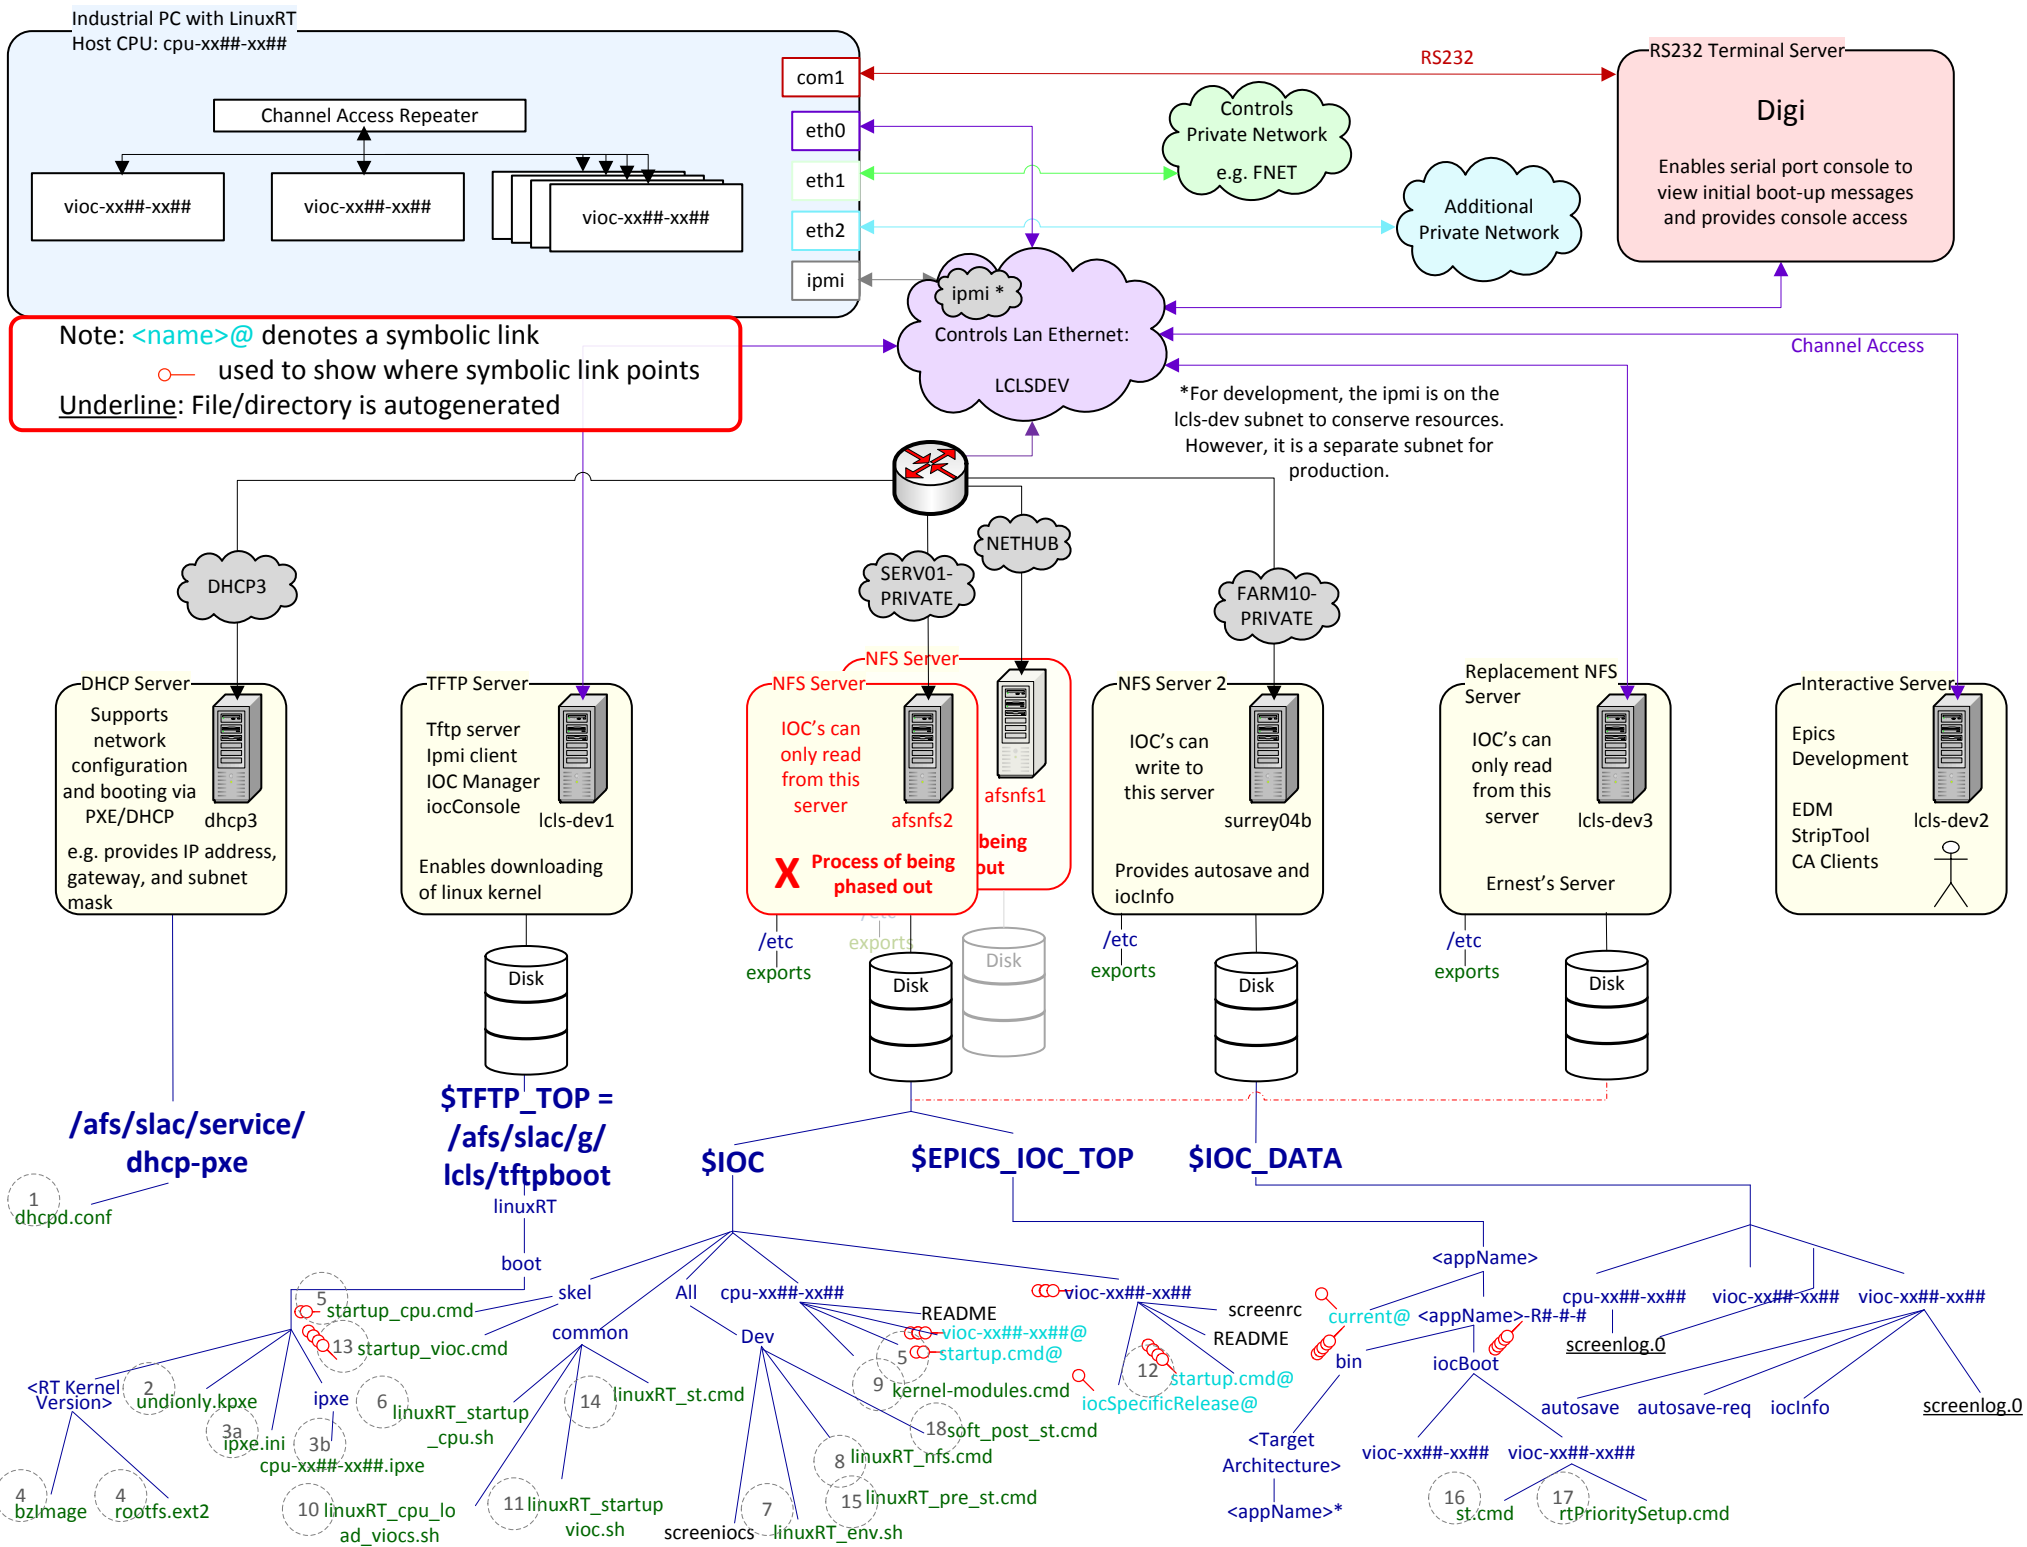 Industrial PC with LinuxRT
Host CPU: cpu-xx##-xx##
Channel Access Repeater
vioc-xx##-xx##
vioc-xx##-xx##
vioc-xx##-xx##
com1
eth0
eth1
eth2
ipmi
RS232
Controls
Private Network
e.g. FNET
Additional
Private Network
RS232 Terminal Server
Digi
Enables serial port console to
view initial boot-up messages
and provides console access
Note: <name>@ denotes a symbolic link
used to show where symbolic link points
Underline: File/directory is autogenerated
ipmi *
Controls Lan Ethernet:
LCLSDEV
Channel Access
*For development, the ipmi is on the
lcls-dev subnet to conserve resources.
However, it is a separate subnet for
production.
DHCP3
SERV01-
PRIVATE
NETHUB
FARM10-
PRIVATE
DHCP Server
Supports
network
configuration
and booting via
PXE/DHCP
dhcp3
e.g. provides IP address,
gateway, and subnet
mask
TFTP Server
Tftp server
Ipmi client
IOC Manager
iocConsole
lcls-dev1
Enables downloading
of linux kernel
NFS Server
afsnfs1
being
out
NFS Server
IOC's can
only read
from this
server
afsnfs2
X Process of being
phased out
NFS Server 2
IOC's can
write to
this server
surrey04b
Provides autosave and
iocInfo
Replacement NFS
Server
IOC's can
only read
from this
server
lcls-dev3
Ernest's Server
Interactive Server
Epics
Development
EDM
StripTool
CA Clients
lcls-dev2
/etc
exports
/etc
exports
/etc
exports
/etc
exports
Disk
Disk
Disk
Disk
Disk
/afs/slac/service/
dhcp-pxe
1
dhcpd.conf
$TFTP_TOP =
/afs/slac/g/
lcls/tftpboot
linuxRT
boot
$IOC
$EPICS_IOC_TOP
$IOC_DATA
<RT Kernel
Version>
2
undionly.kpxe
3a
ipxe.ini
ipxe
3b
cpu-xx##-xx##.ipxe
4
bzImage
4
rootfs.ext2
skel
5
startup_cpu.cmd
13
startup_vioc.cmd
common
6
linuxRT_startup
_cpu.sh
14
linuxRT_st.cmd
10
linuxRT_cpu_lo
ad_viocs.sh
11
linuxRT_startup
vioc.sh
All
Dev
screeniocs
7
linuxRT_env.sh
8
linuxRT_nfs.cmd
15
linuxRT_pre_st.cmd
18
soft_post_st.cmd
cpu-xx##-xx##
README
vioc-xx##-xx##@
5
startup.cmd@
9
kernel-modules.cmd
vioc-xx##-xx##
screenrc
README
12
startup.cmd@
iocSpecificRelease@
<appName>
current@
<appName>-R#-#-#
bin
iocBoot
<Target
Architecture>
<appName>*
vioc-xx##-xx##
vioc-xx##-xx##
16
st.cmd
17
rtPrioritySetup.cmd
cpu-xx##-xx##
vioc-xx##-xx##
vioc-xx##-xx##
screenlog.0
autosave
autosave-req
iocInfo
screenlog.0